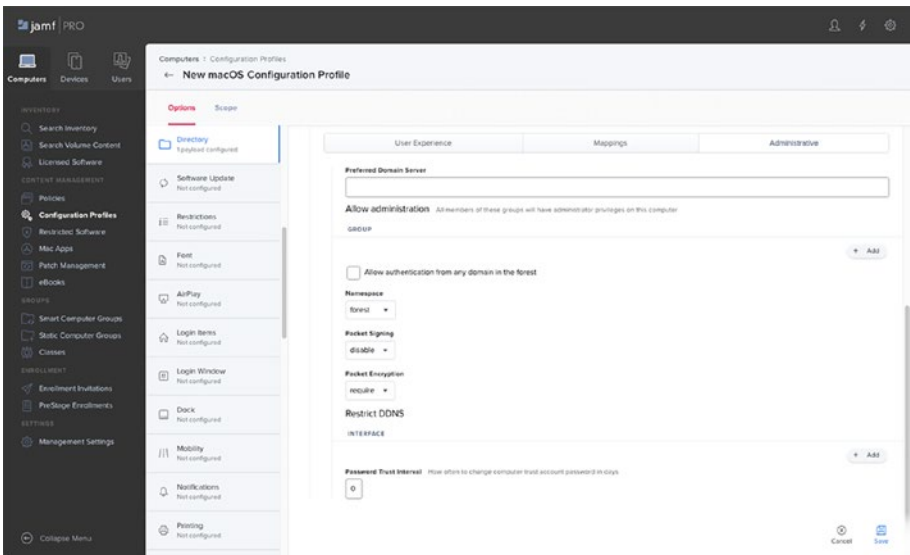 jamf PRO
Computers
Devices
Users
INVENTORY
Search Inventory
Search Volume Content
Licensed Software
CONTENT MANAGEMENT
Policies
Configuration Profiles
Restricted Software
Mac Apps
Patch Management
eBooks
GROUPS
Smart Computer Groups
Static Computer Groups
Classes
ENROLLMENT
Enrollment Invitations
PreStage Enrollments
SETTINGS
Management Settings
Collapse Menu
Computers : Configuration Profiles
← New macOS Configuration Profile
Options Scope
Directory
1 payload configured
Software Update
Not configured
Restrictions
Not configured
Font
Not configured
AirPlay
Not configured
Login Items
Not configured
Login Window
Not configured
Dock
Not configured
Mobility
Not configured
Notifications
Not configured
Printing
Not configured
User Experience Mappings Administrative
Preferred Domain Server
Allow administration All members of these groups will have administrator privileges on this computer
GROUP
+ Add
Allow authentication from any domain in the forest
Namespace
forest
Packet Signing
disable
Packet Encryption
require
Restrict DDNS
INTERFACE
+ Add
Password Trust Interval How often to change computer trust account password in days
0
Cancel Save